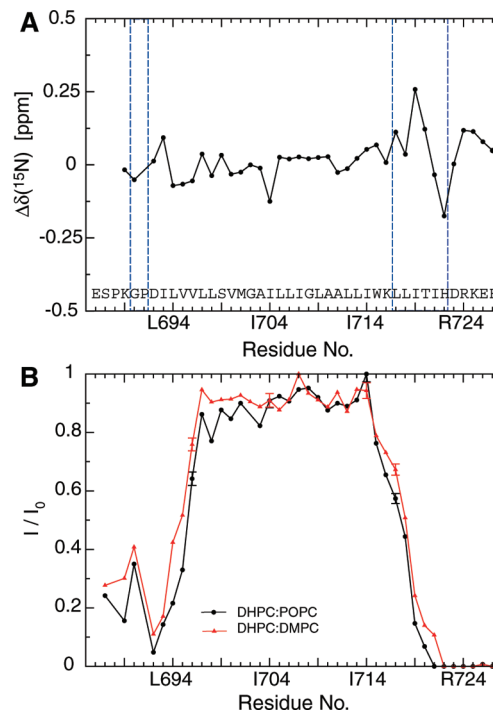 A
0.5
0.25
0
-0.25
-0.5
Δδ(¹⁵N) [ppm]
ESPKGPDILVVLLSVMGAILLIGLAALLIWKLLITIHDRKEF
L694 I704 I714 R724
Residue No.
B
1
0.8
0.6
0.4
0.2
0
I / I₀
DHPC:POPC
DHPC:DMPC
L694 I704 I714 R724
Residue No.